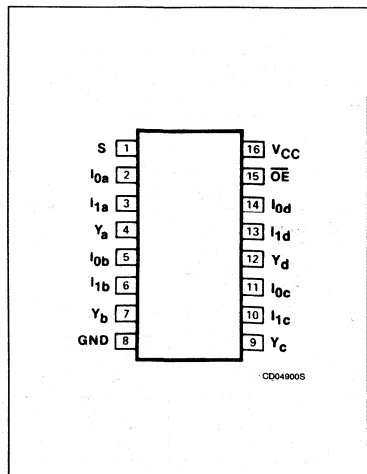 S 1 16 VCC
I0a 2 15 OE
I1a 3 14 I0d
Ya 4 13 I1d
I0b 5 12 Yd
I1b 6 11 I0c
Yb 7 10 I1c
GND 8 9 Yc
CD04900S